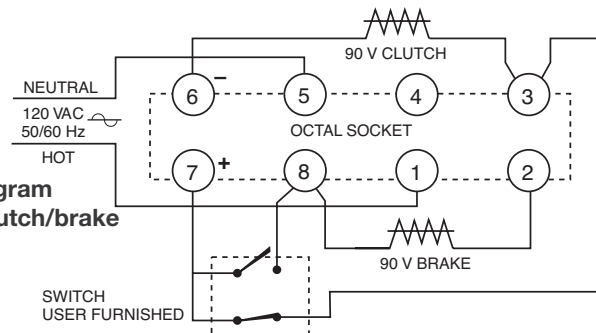 90 V CLUTCH
NEUTRAL
120 VAC
50/60 Hz
HOT
6
−
5
4
3
OCTAL SOCKET
7
+
8
1
2
gram
utch/brake
90 V BRAKE
SWITCH
USER FURNISHED